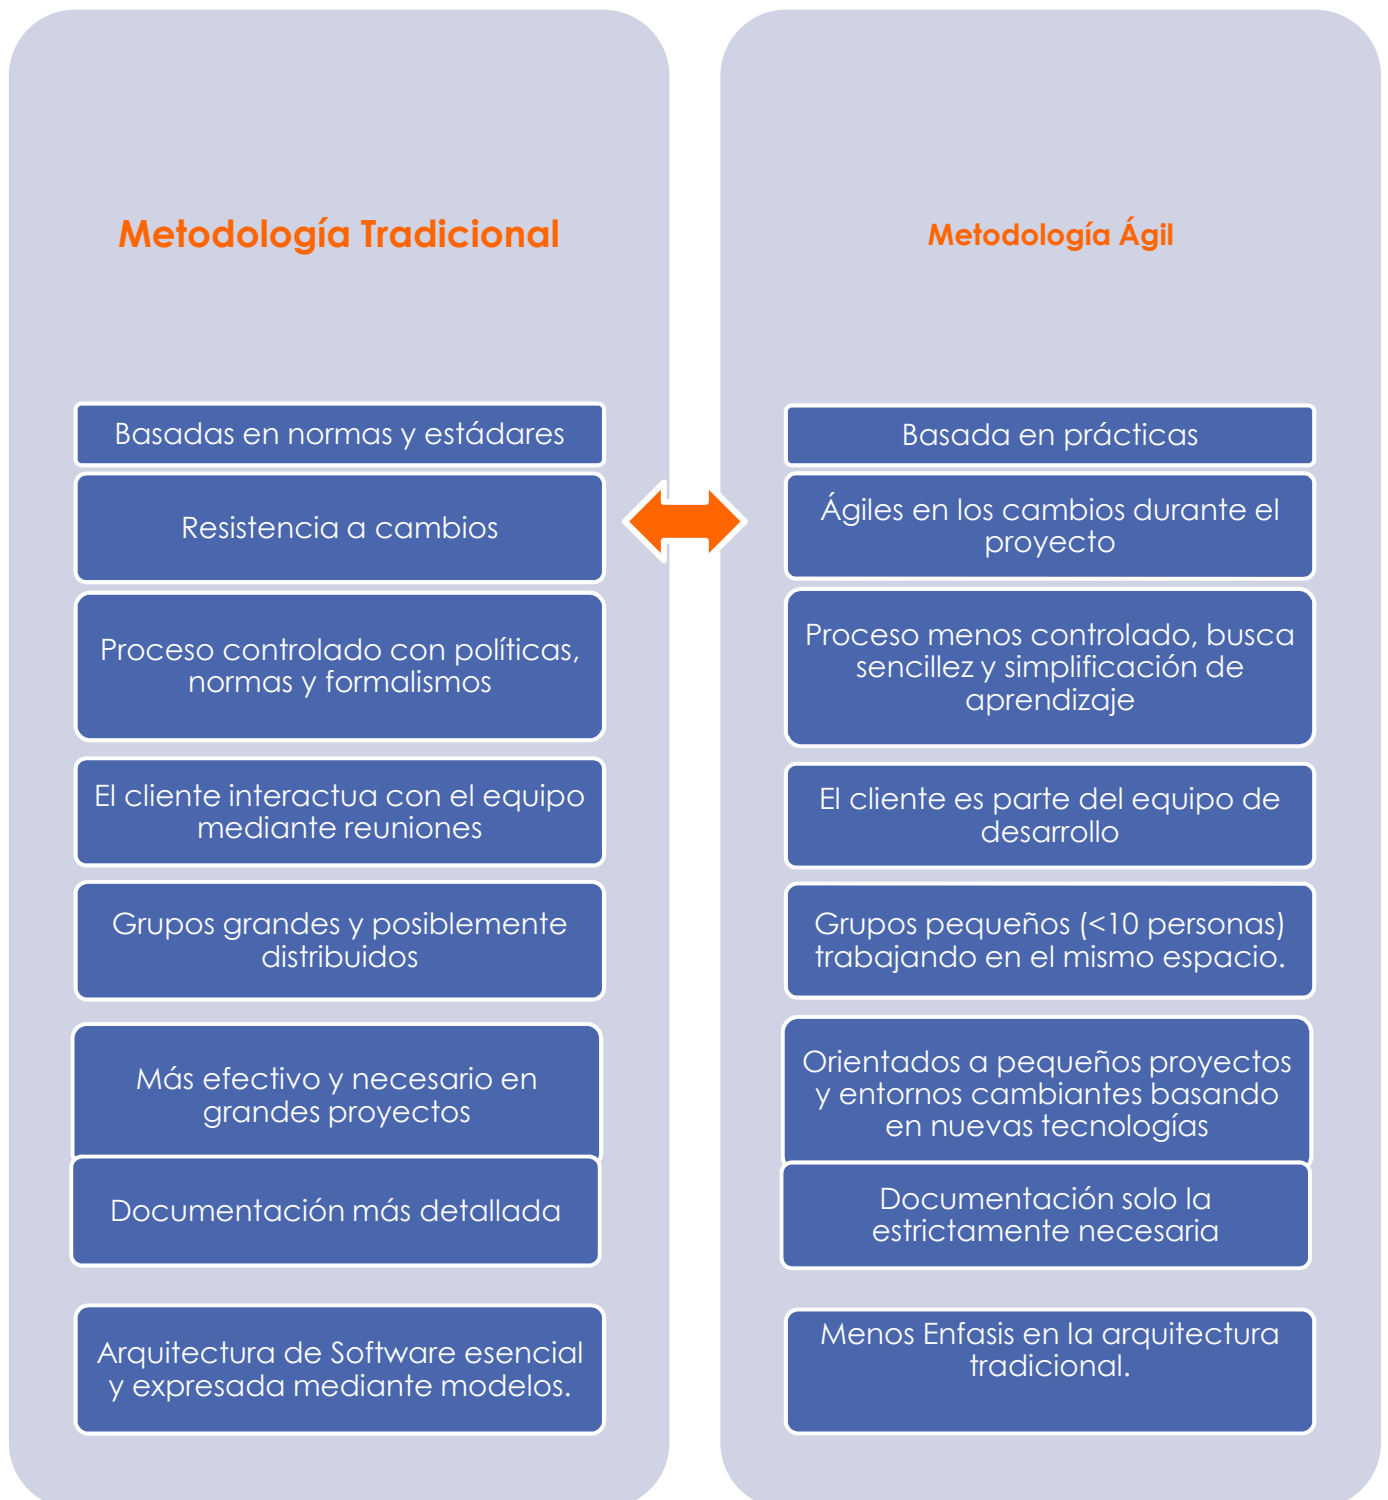 Metodología Tradicional
Basadas en normas y estádares
Resistencia a cambios
Proceso controlado con políticas,
normas y formalismos
El cliente interactua con el equipo
mediante reuniones
Grupos grandes y posiblemente
distribuidos
Más efectivo y necesario en
grandes proyectos
Documentación más detallada
Arquitectura de Software esencial
y expresada mediante modelos.
Metodología Ágil
Basada en prácticas
Ágiles en los cambios durante el
proyecto
Proceso menos controlado, busca
sencillez y simplificación de
aprendizaje
El cliente es parte del equipo de
desarrollo
Grupos pequeños (<10 personas)
trabajando en el mismo espacio.
Orientados a pequeños proyectos
y entornos cambiantes basando
en nuevas tecnologías
Documentación solo la
estrictamente necesaria
Menos Enfasis en la arquitectura
tradicional.